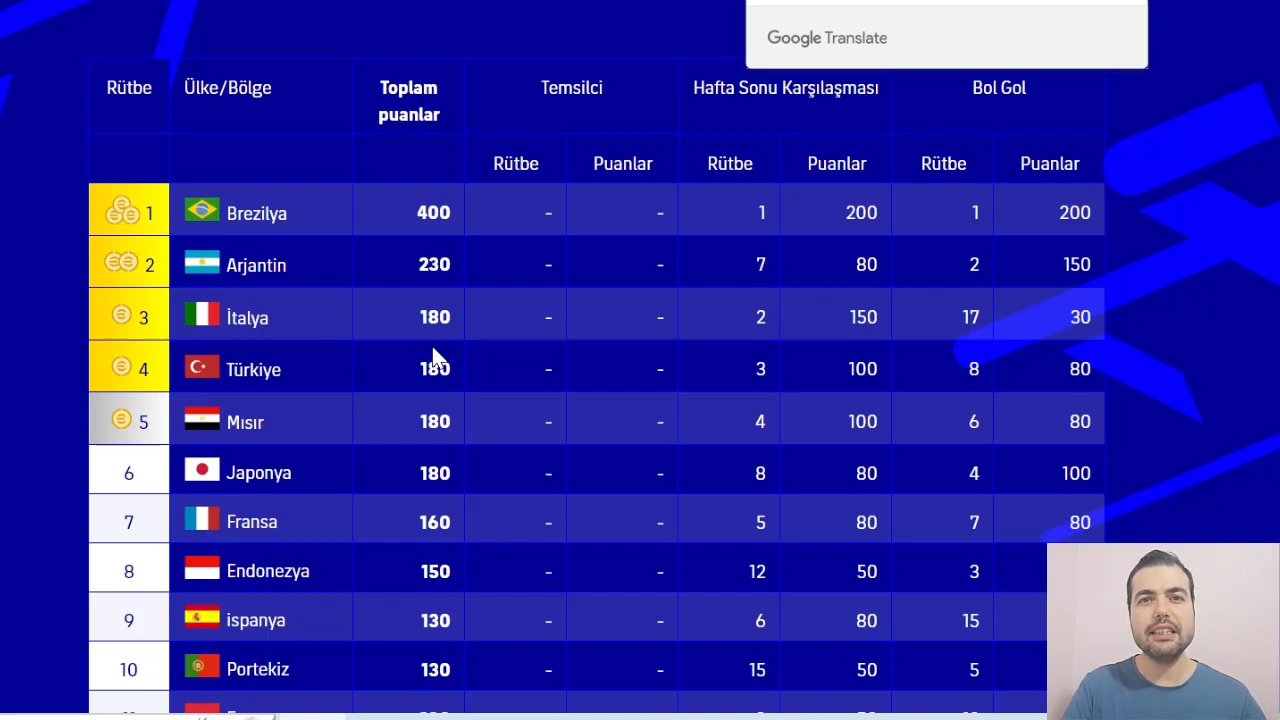 Google Translate
Rütbe Ülke/Bölge Toplam puanlar Temsilci Hafta Sonu Karşılaşması Bol Gol
Rütbe Puanlar Rütbe Puanlar Rütbe Puanlar
1 Brezilya 400 - - 1 200 1 200
2 Arjantin 230 - - 7 80 2 150
3 İtalya 180 - - 2 150 17 30
4 Türkiye 180 - - 3 100 8 80
5 Mısır 180 - - 4 100 6 80
6 Japonya 180 - - 8 80 4 100
7 Fransa 160 - - 5 80 7 80
8 Endonezya 150 - - 12 50 3
9 ispanya 130 - - 6 80 15
10 Portekiz 130 - - 15 50 5